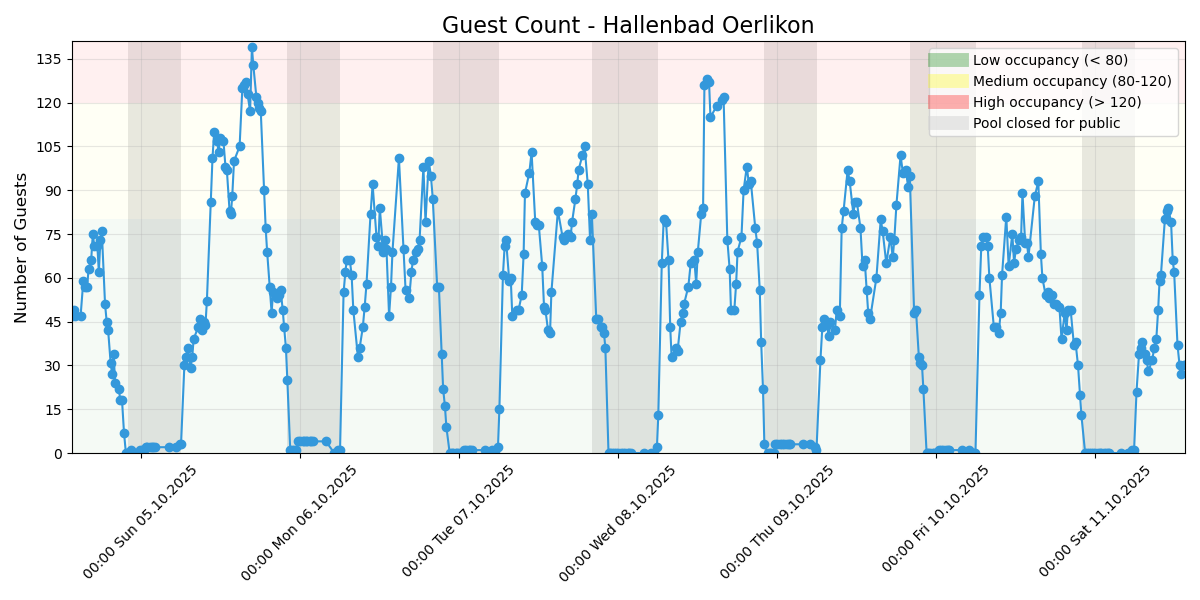 Guest Count - Hallenbad Oerlikon
Low occupancy (< 80)
Medium occupancy (80-120)
High occupancy (> 120)
Pool closed for public
Number of Guests
135
120
105
90
75
60
45
30
15
0
00:00 Sun 05.10.2025
00:00 Mon 06.10.2025
00:00 Tue 07.10.2025
00:00 Wed 08.10.2025
00:00 Thu 09.10.2025
00:00 Fri 10.10.2025
00:00 Sat 11.10.2025